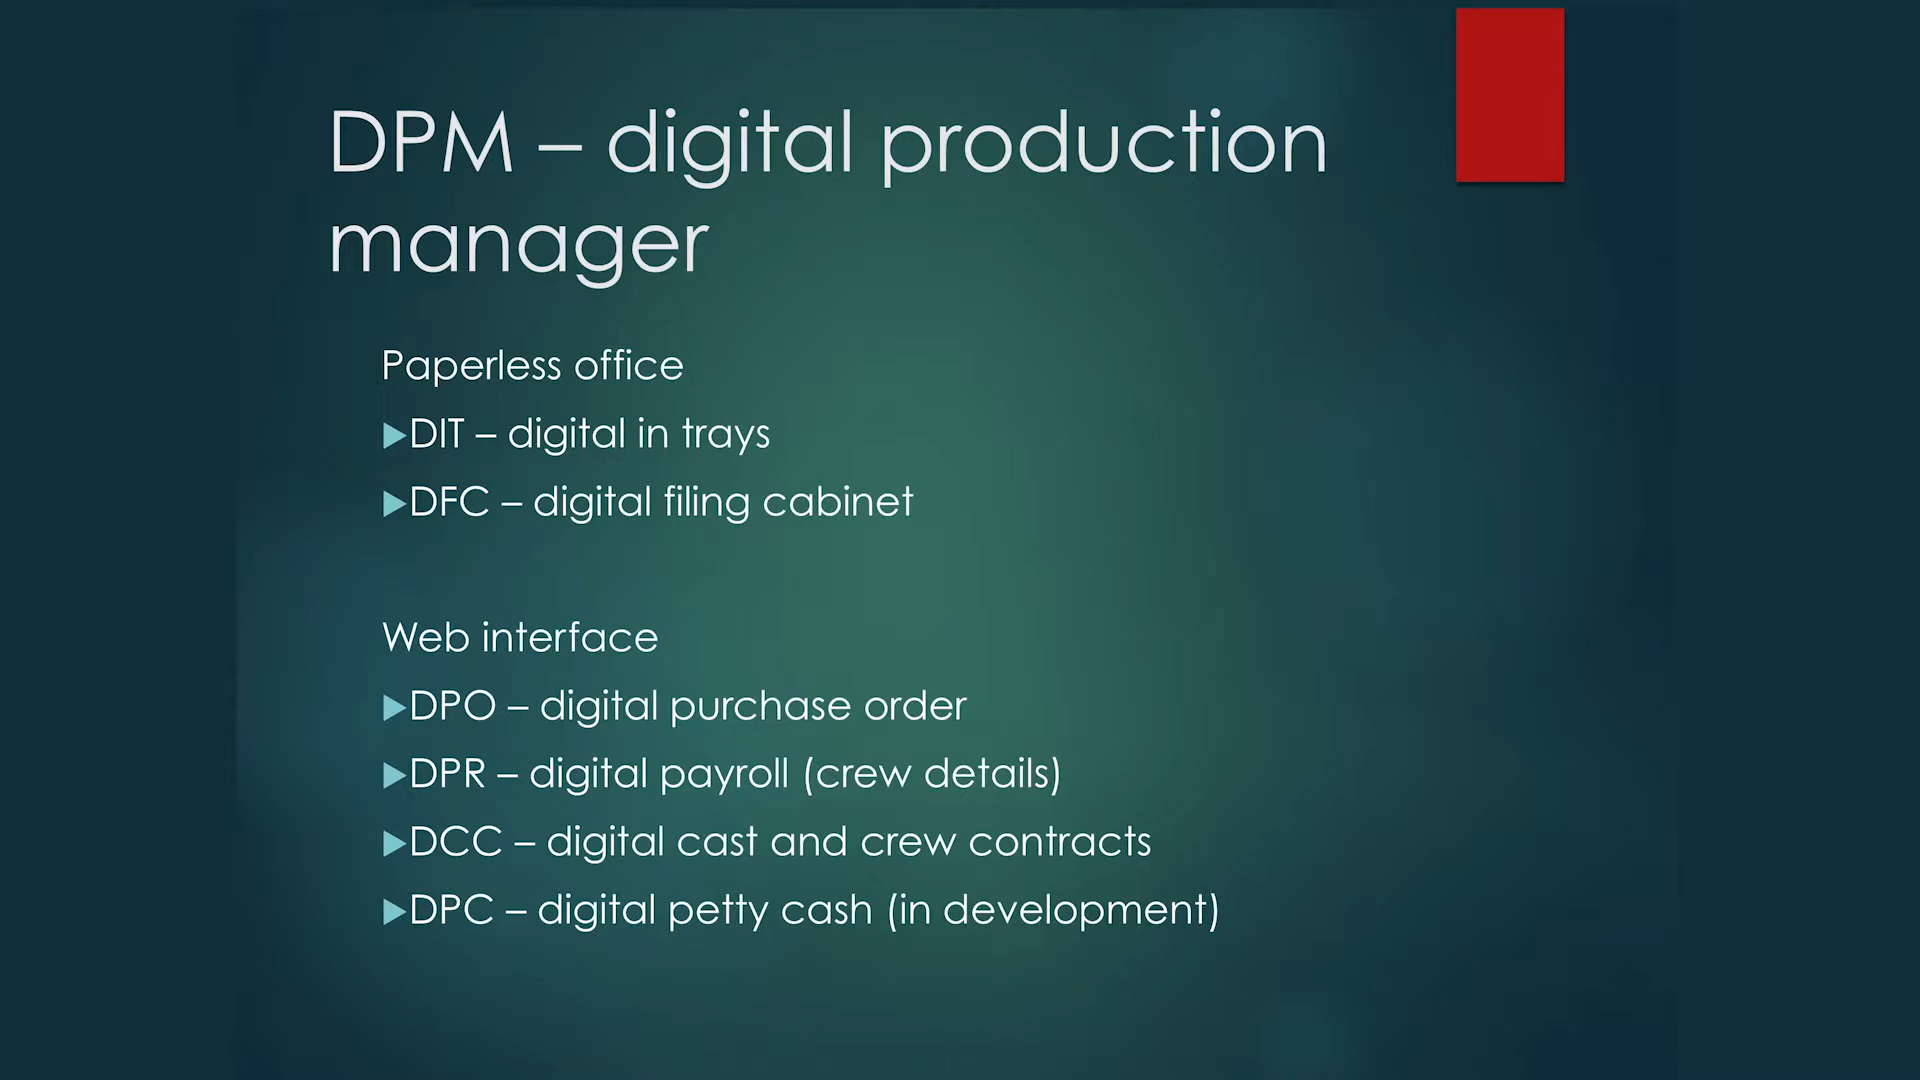 DPM – digital production
manager
Paperless office
DIT – digital in trays
DFC – digital filing cabinet
Web interface
DPO – digital purchase order
DPR – digital payroll (crew details)
DCC – digital cast and crew contracts
DPC – digital petty cash (in development)